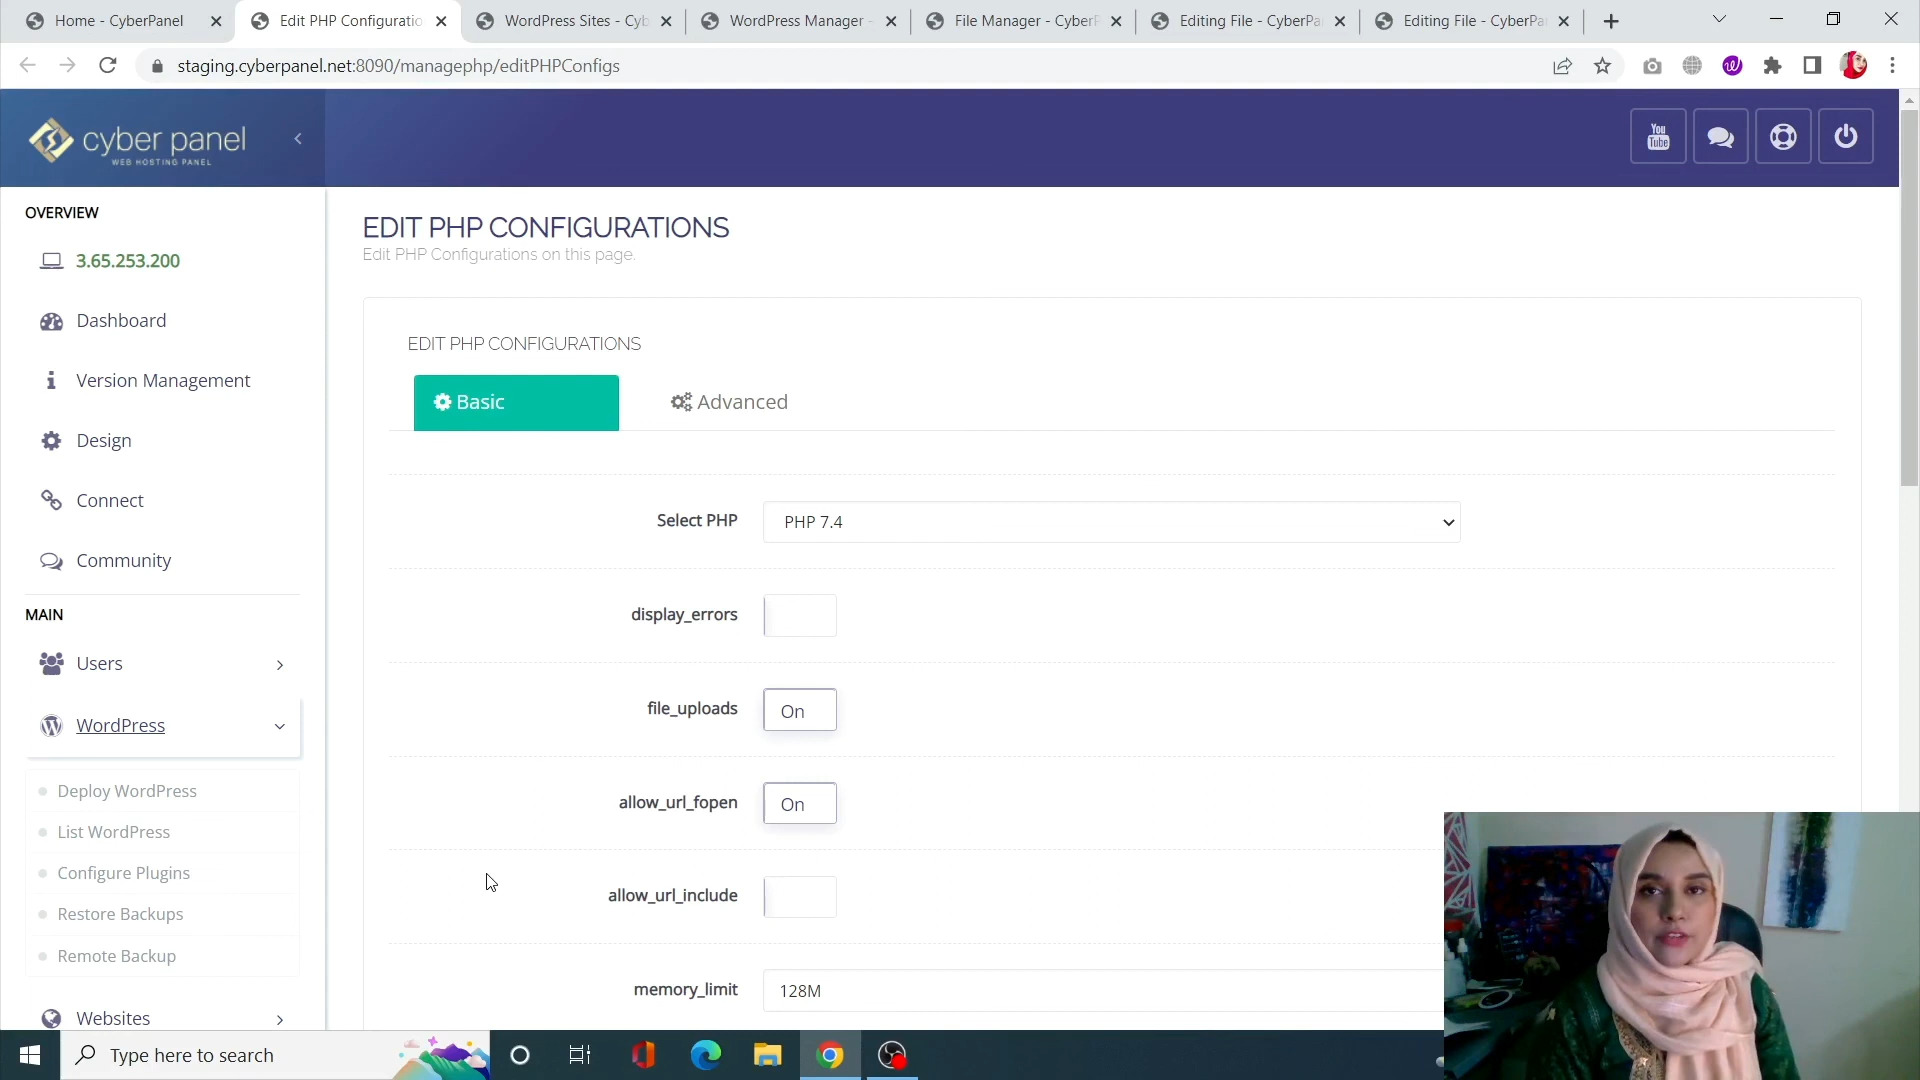 Home - CyberPanel
Edit PHP Configuratio
WordPress Sites - Cyb
WordPress Manager -
File Manager - CyberP
Editing File - CyberPa
Editing File - CyberPa
staging.cyberpanel.net:8090/managephp/editPHPConfigs
cyber panel
WEB HOSTING PANEL
You
Tube
OVERVIEW
3.65.253.200
Dashboard
Version Management
Design
Connect
Community
MAIN
Users
WordPress
Deploy WordPress
List WordPress
Configure Plugins
Restore Backups
Remote Backup
Websites
EDIT PHP CONFIGURATIONS
Edit PHP Configurations on this page.
EDIT PHP CONFIGURATIONS
Basic
Advanced
Select PHP
PHP 7.4
display_errors
file_uploads
On
allow_url_fopen
On
allow_url_include
memory_limit
128M
Type here to search